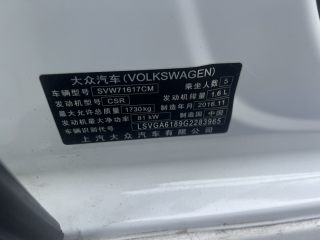 大众汽车(VOLKSWAGEN)
车辆型号 SVW71617CM 乘坐人数 5
发动机型号 CSR 发动机排量 1.6 L
最大允许总质量 1730kg 制造年月 2016.11
发动机最大净功率 81 kW 制造国 中国
车辆识别代号 LSVGA6189G2283965
上汽大众汽车有限公司